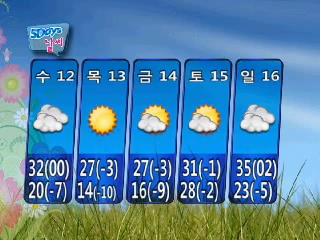 5Days
날씨
수 12
목 13
금 14
토 15
일 16
32(00)
27(-3)
27(-3)
31(-1)
35(02)
20(-7)
14(-10)
16(-9)
28(-2)
23(-5)